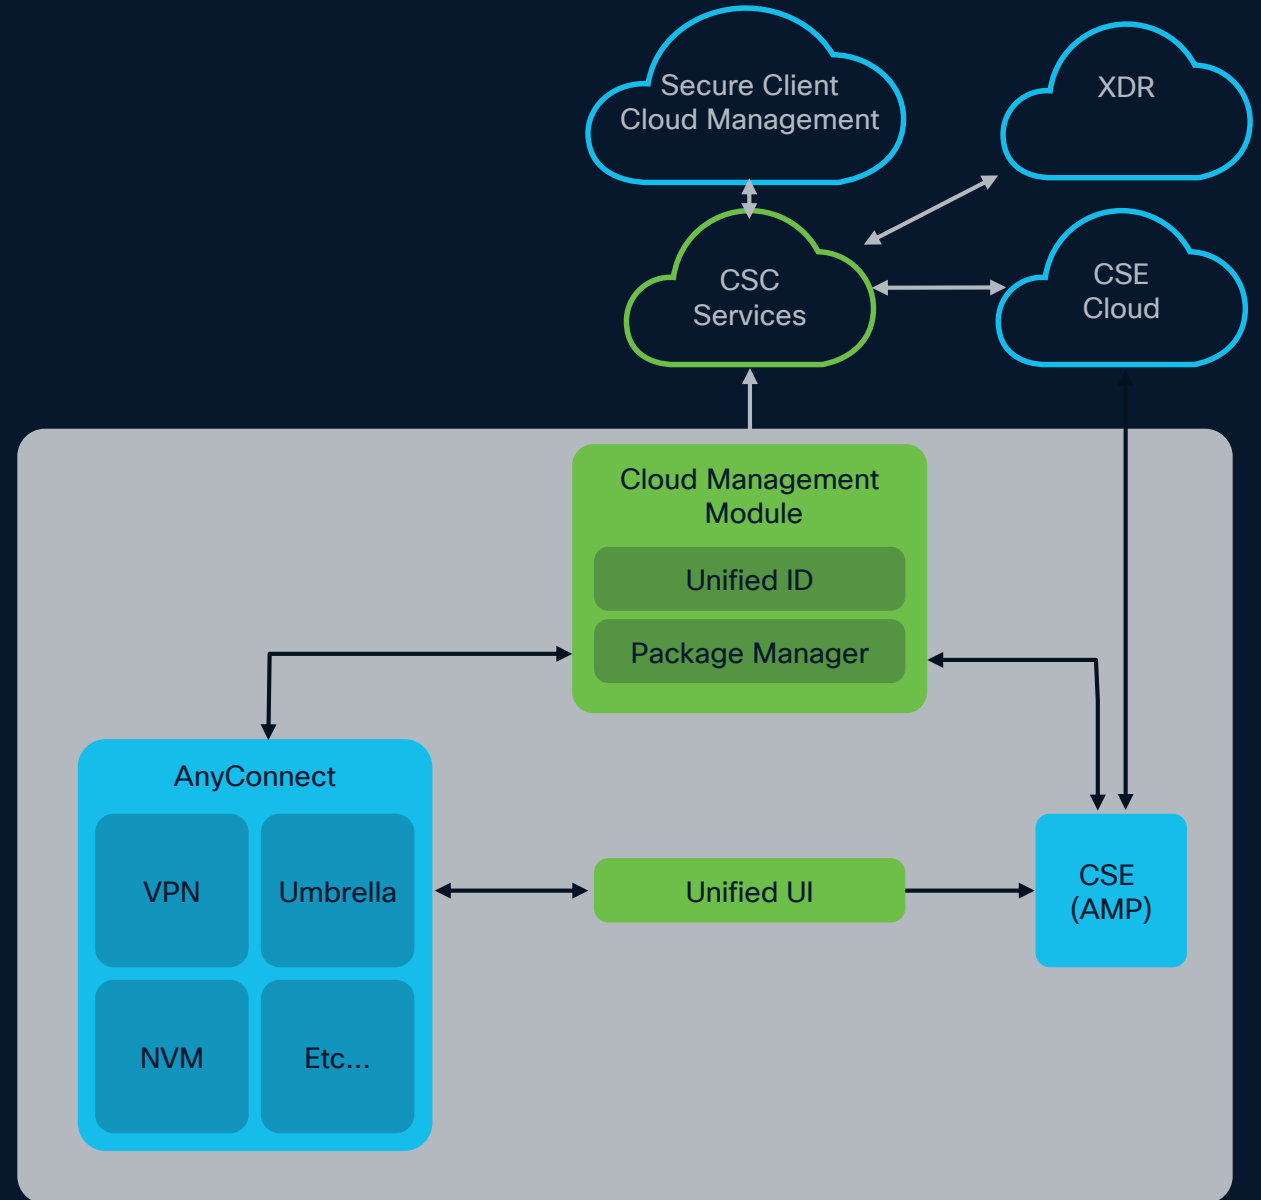 Secure Client
Cloud Management
XDR
CSC
Services
CSE
Cloud
Cloud Management
Module
Unified ID
Package Manager
AnyConnect
VPN
Umbrella
NVM
Etc...
Unified UI
CSE
(AMP)